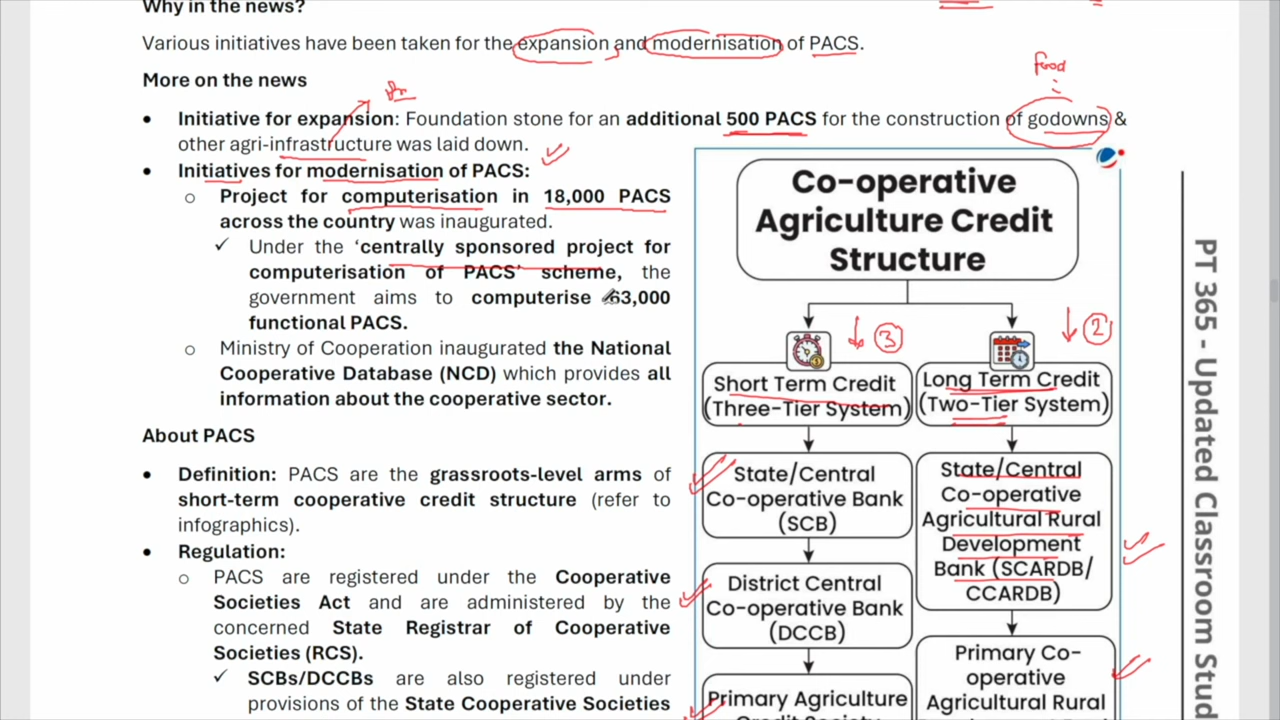 Why in the news?
Various initiatives have been taken for the expansion and modernisation of PACS.
More on the news
food
• Initiative for expansion: Foundation stone for an additional 500 PACS for the construction of godowns &
other agri-infrastructure was laid down.
• Initiatives for modernisation of PACS:
o Project for computerisation in 18,000 PACS
across the country was inaugurated.
✓ Under the ‘centrally sponsored project for
computerisation of PACS’ scheme, the
government aims to computerise 63,000
functional PACS.
o Ministry of Cooperation inaugurated the National
Cooperative Database (NCD) which provides all
information about the cooperative sector.
About PACS
• Definition: PACS are the grassroots-level arms of
short-term cooperative credit structure (refer to
infographics).
• Regulation:
o PACS are registered under the Cooperative
Societies Act and are administered by the
concerned State Registrar of Cooperative
Societies (RCS).
✓ SCBs/DCCBs are also registered under
provisions of the State Cooperative Societies
Co-operative
Agriculture Credit
Structure
3
Short Term Credit
(Three-Tier System)
State/Central
Co-operative Bank
(SCB)
District Central
Co-operative Bank
(DCCB)
Primary Agriculture
2
Long Term Credit
(Two-Tier System)
State/Central
Co-operative
Agricultural Rural
Development
Bank (SCARDB/
CCARDB)
Primary Co-
operative
Agricultural Rural
PT 365 - Updated Classroom Stud